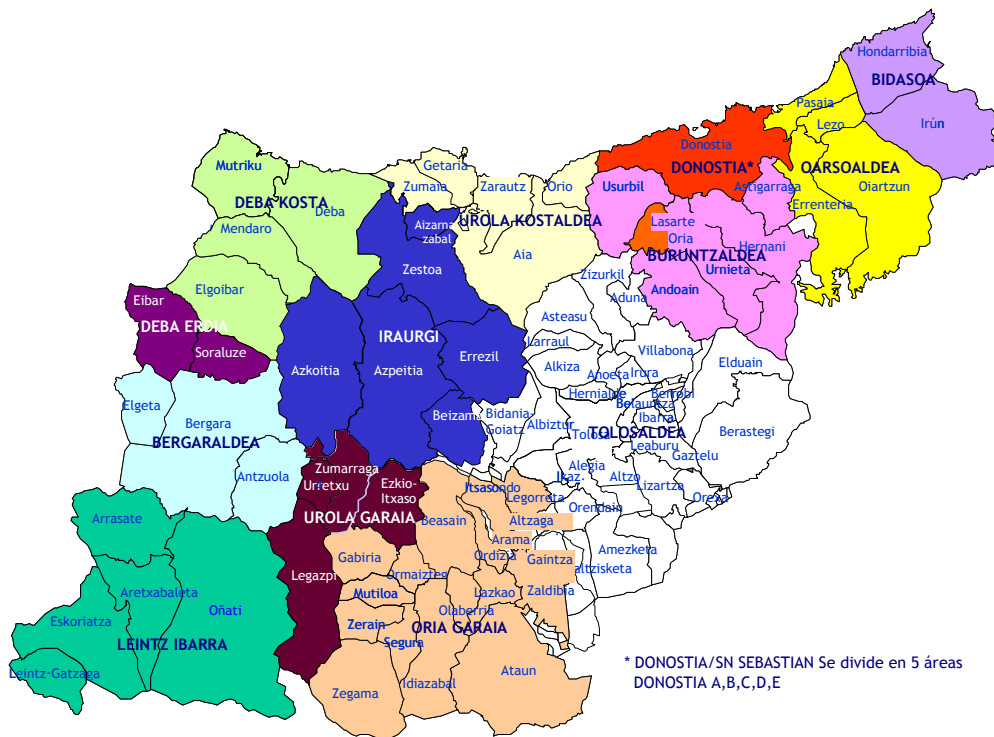 Hondarribia
BIDASOA
Pasaia
Lezo
Irún
Donostia
DONOSTIA*
OARSOALDEA
Oiartzun
Astigarraga
Errenteria
Mutriku
DEBA KOSTA
Deba
Mendaro
Elgoibar
Getaria
Zumaia
Zarautz
Orio
UROLA KOSTALDEA
Aia
Usurbil
Lasarte
Oria
Hernani
BURUNTZALDEA
Urnieta
Andoain
Aizarna
zabal
Zestoa
IRAURGI
Azkoitia
Azpeitia
Errezil
Beizama
Eibar
DEBA ERDIA
Soraluze
Zizurkil
Aduna
Asteasu
Larraul
Villabona
Alkiza
Anoeta
Irura
Elduain
Hernialde
Berrobi
Belauntza
Ibarra
Bidania
Goiatz
Albiztur
Tolosa
TOLOSALDEA
Leaburu
Berastegi
Gaztelu
Alegia
Ikaz.
Altzo
Lizartza
Orexa
Orendain
Amezketa
altzisketa
Elgeta
Bergara
BERGARALDEA
Antzuola
Zumarraga
Urretxu
Ezkio-
Itxaso
UROLA GARAIA
Legazpi
Itsasondo
Legorreta
Beasain
Altzaga
Arama
Ordizia
Gaintza
Gabiria
Ormaizteg
Mutiloa
Lazkao
Zaldibia
Olaberria
Zerain
ORIA GARAIA
Segura
Ataun
Idiazabal
Zegama
Arrasate
Aretxabaleta
Oñati
Eskoriatza
LEINTZ IBARRA
Leintz-Gatzaga
* DONOSTIA/SN SEBASTIAN Se divide en 5 áreas
DONOSTIA A,B,C,D,E